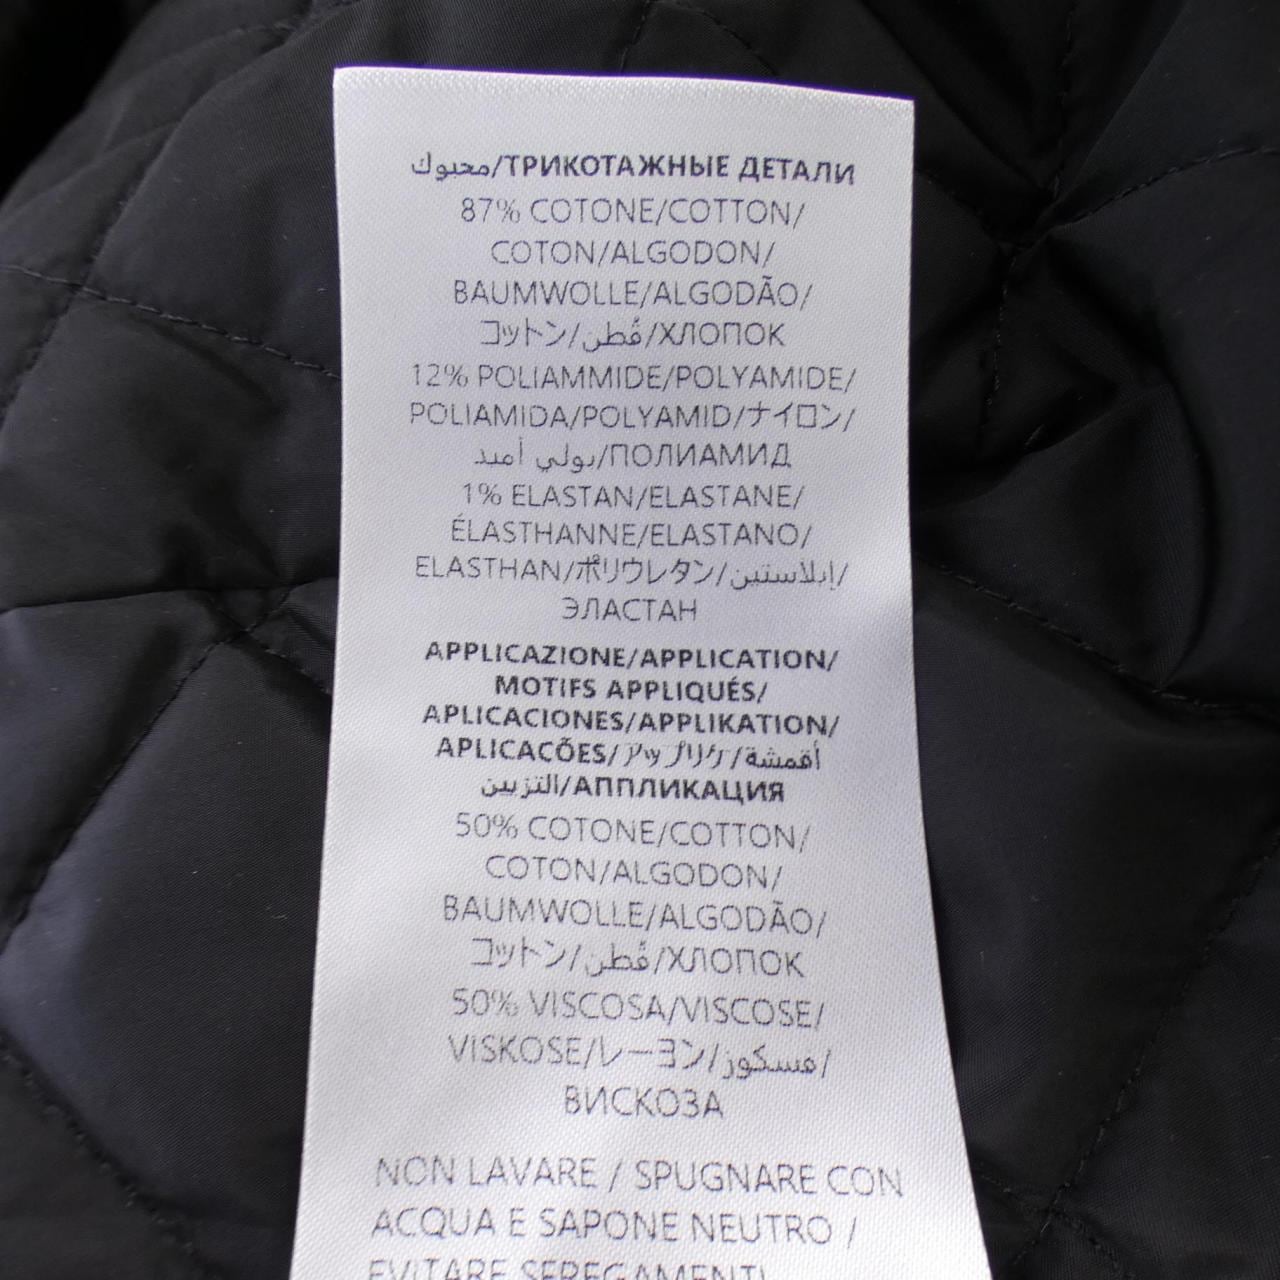 محبوك/ТРИКОТАЖНЫЕ ДЕТАЛИ
87% COTONE/COTTON/
COTON/ALGODON/
BAUMWOLLE/ALGODÃO/
コットン/قُطن/ХЛОПОК
12% POLIAMMIDE/POLYAMIDE/
POLIAMIDA/POLYAMID/ナイロン/
بولي أميد/ПОЛИАМИД
1% ELASTAN/ELASTANE/
ÉLASTHANNE/ELASTANO/
ELASTHAN/ポリウレタン/إيلاستين/
ЭЛАСТАН
APPLICAZIONE/APPLICATION/
MOTIFS APPLIQUÉS/
APLICACIONES/APPLIKATION/
APLICACÕES/アップリケ/أقمشة
التزيين/АППЛИКАЦИЯ
50% COTONE/COTTON/
COTON/ALGODON/
BAUMWOLLE/ALGODÃO/
コットン/قُطن/ХЛОПОК
50% VISCOSA/VISCOSE/
VISKOSE/レーヨン/فسكوز/
ВИСКОЗА
NON LAVARE / SPUGNARE CON
ACQUA E SAPONE NEUTRO /
EVITARE SFREGAMENTI